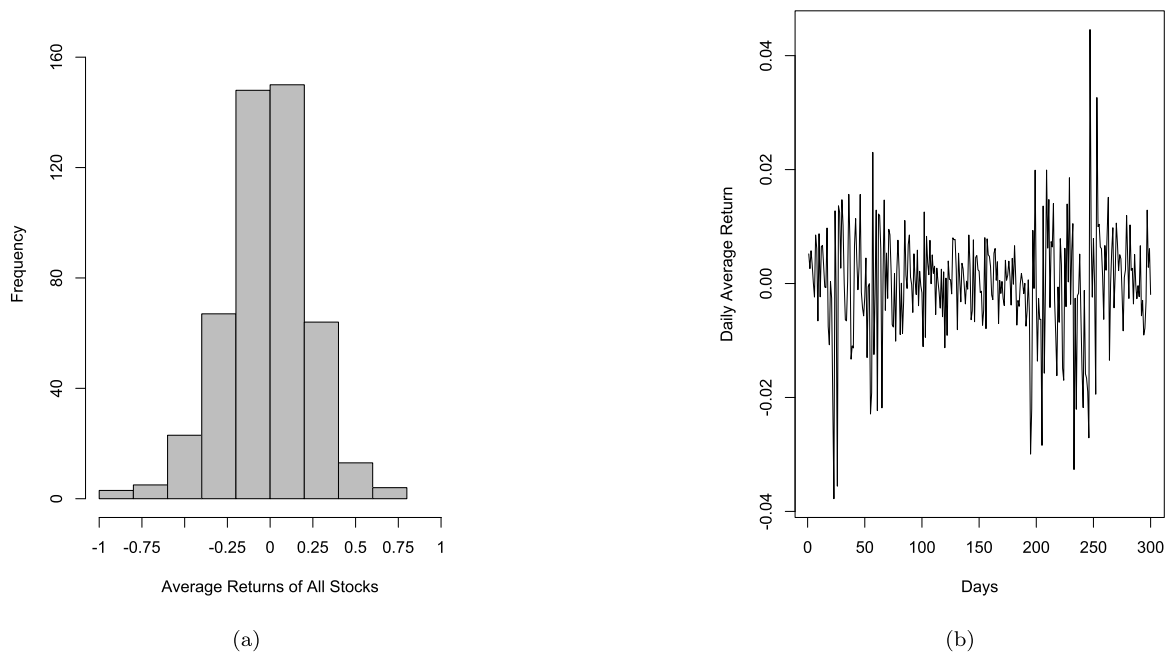 160
120
80
40
0
Frequency
-1 -0.75 -0.25 0 0.25 0.5 0.75 1
Average Returns of All Stocks
(a)
0.04
0.02
0.00
-0.02
-0.04
Daily Average Return
0 50 100 150 200 250 300
Days
(b)